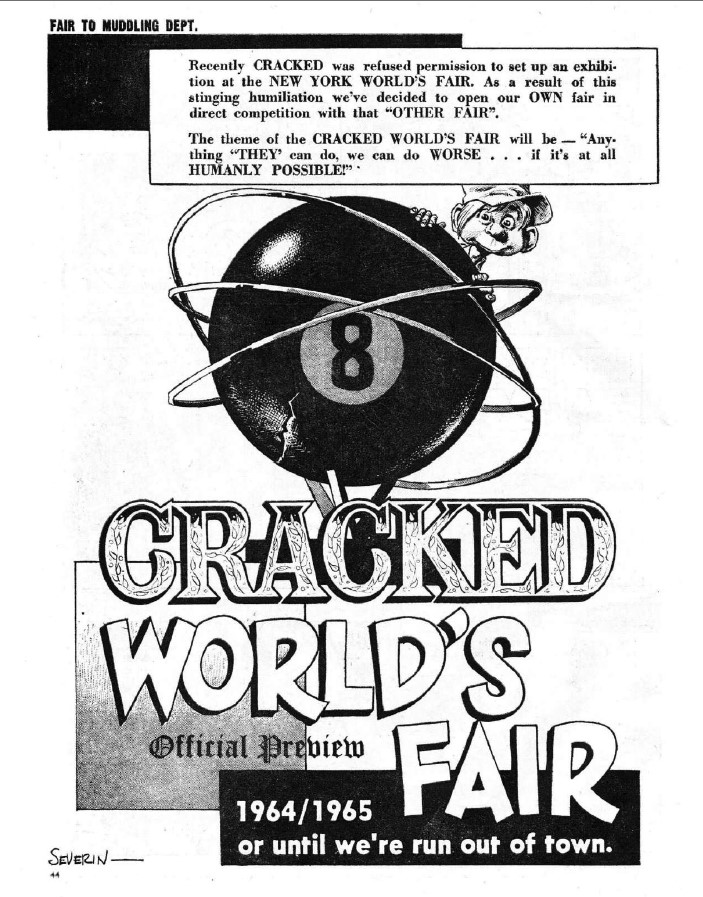 FAIR TO MUDDLING DEPT.
Recently CRACKED was refused permission to set up an exhibi-
tion at the NEW YORK WORLD'S FAIR. As a result of this
stinging humiliation we've decided to open our OWN fair in
direct competition with that "OTHER FAIR".
The theme of the CRACKED WORLD'S FAIR will be — "Any-
thing "THEY' can do, we can do WORSE . . . if it's at all
HUMANLY POSSIBLE!"
8
CRACKED
WORLD'S
FAIR
Official Preview
1964/1965
or until we're run out of town.
SEVERIN
44